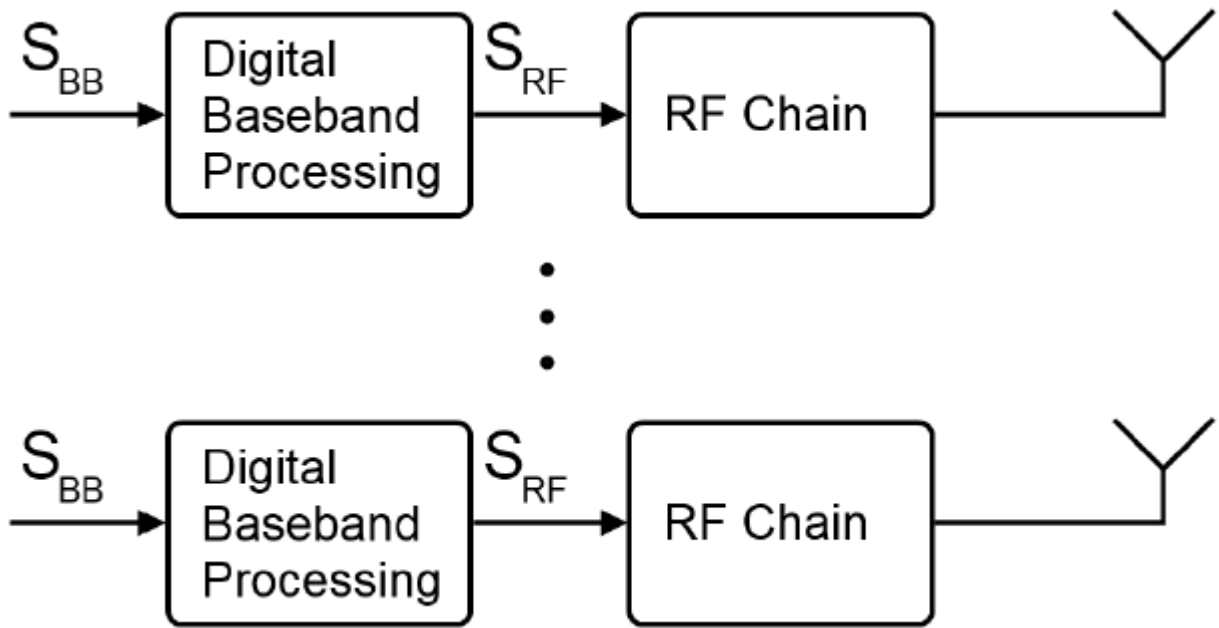 S_BB
Digital
Baseband
Processing
S_RF
RF Chain
S_BB
Digital
Baseband
Processing
S_RF
RF Chain